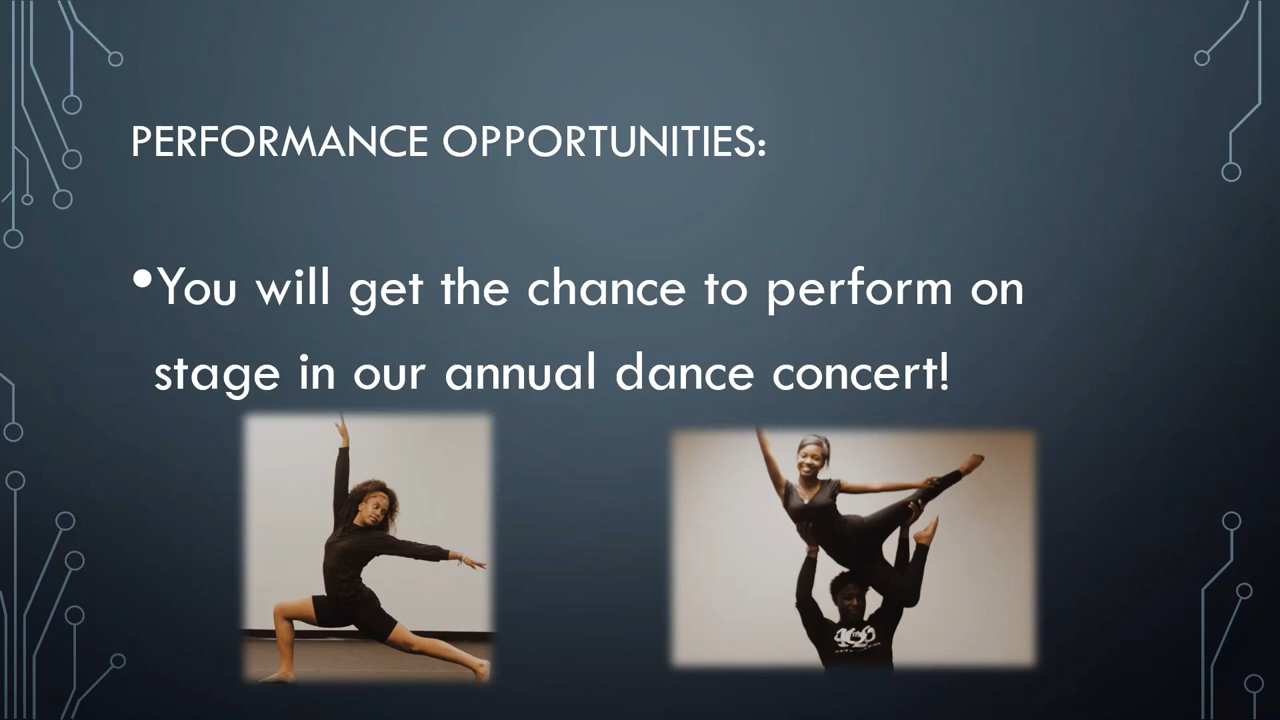 PERFORMANCE OPPORTUNITIES:
•You will get the chance to perform on
stage in our annual dance concert!